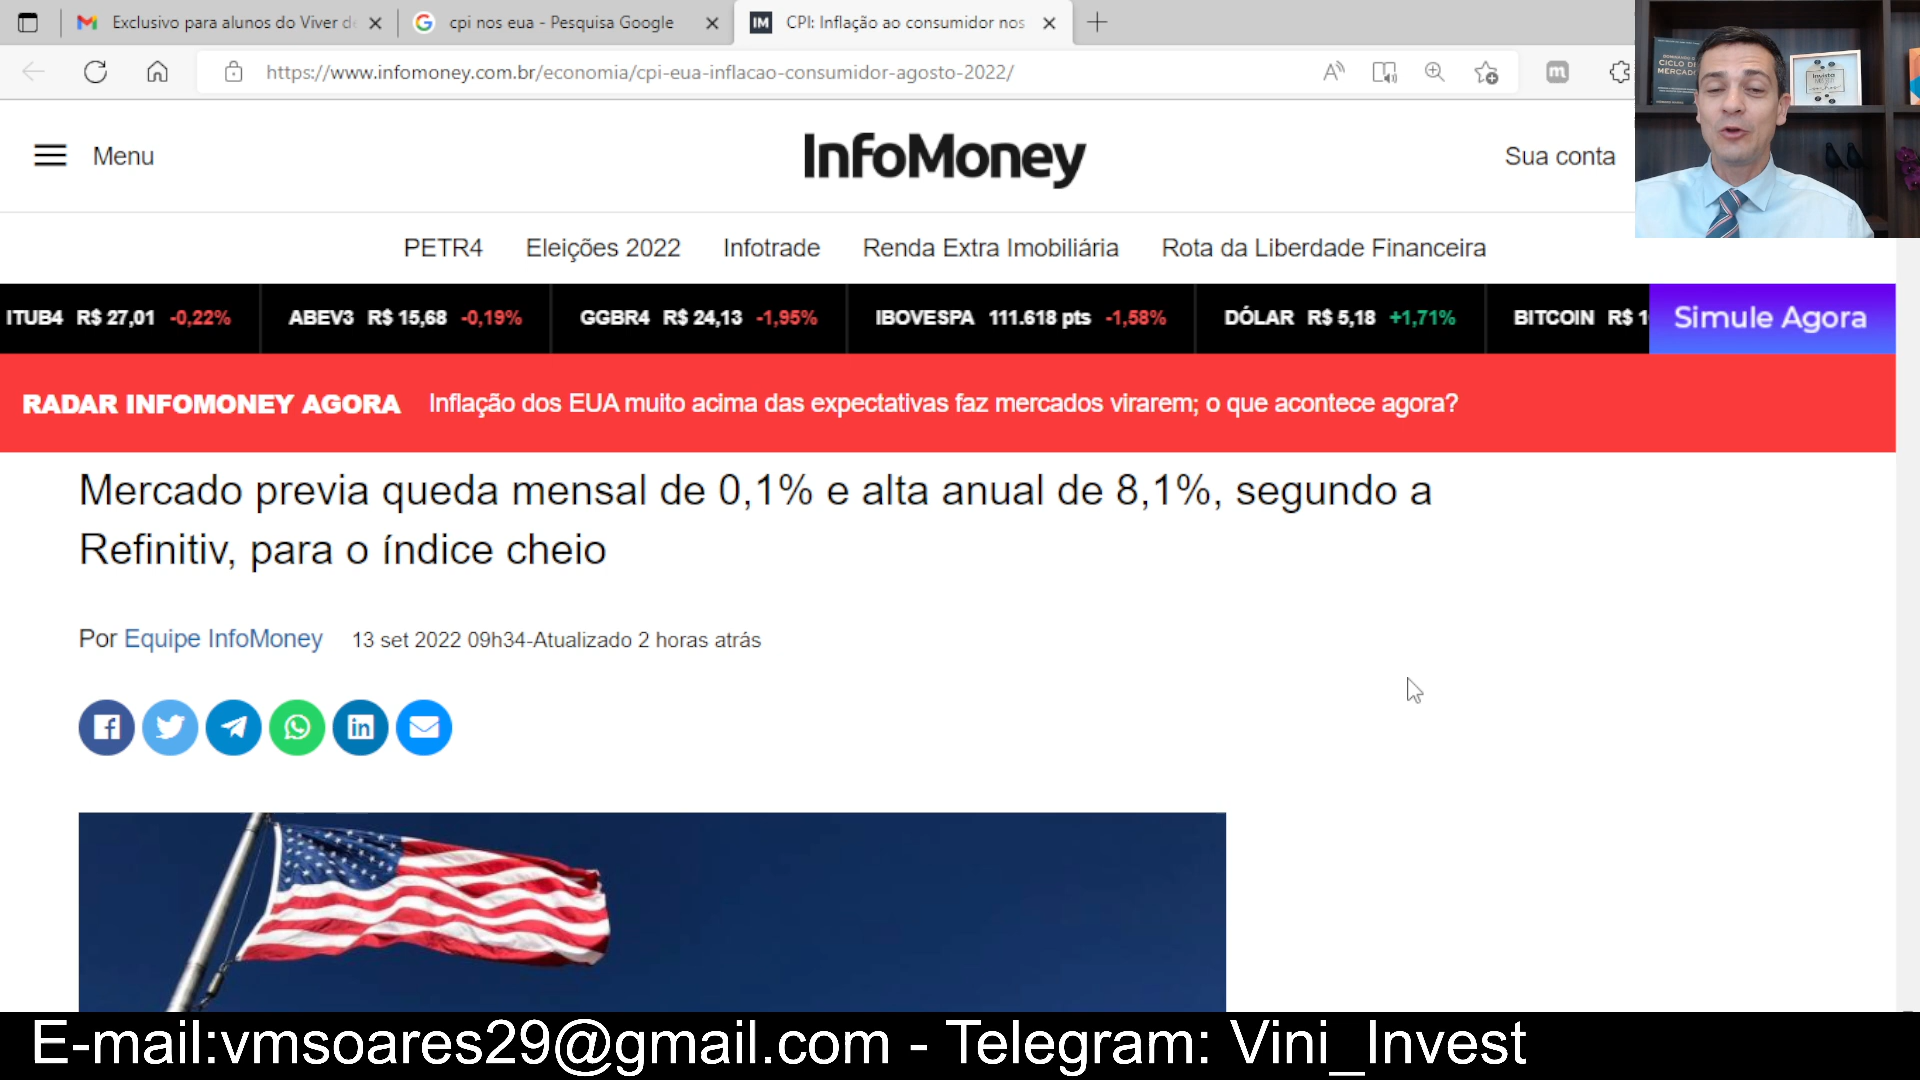 Exclusivo para alunos do Viver de
cpi nos eua - Pesquisa Google
IM
CPI: Inflação ao consumidor nos
https://www.infomoney.com.br/economia/cpi-eua-inflacao-consumidor-agosto-2022/
CICLO DE
MERCADO
Invista
Menu
InfoMoney
Sua conta
PETR4 Eleições 2022 Infotrade Renda Extra Imobiliária Rota da Liberdade Financeira
ITUB4 R$ 27,01 -0,22% ABEV3 R$ 15,68 -0,19% GGBR4 R$ 24,13 -1,95% IBOVESPA 111.618 pts -1,58% DÓLAR R$ 5,18 +1,71% BITCOIN R$ 1 Simule Agora
RADAR INFOMONEY AGORA Inflação dos EUA muito acima das expectativas faz mercados virarem; o que acontece agora?
Mercado previa queda mensal de 0,1% e alta anual de 8,1%, segundo a
Refinitiv, para o índice cheio
Por Equipe InfoMoney 13 set 2022 09h34-Atualizado 2 horas atrás
E-mail:vmsoares29@gmail.com - Telegram: Vini_Invest